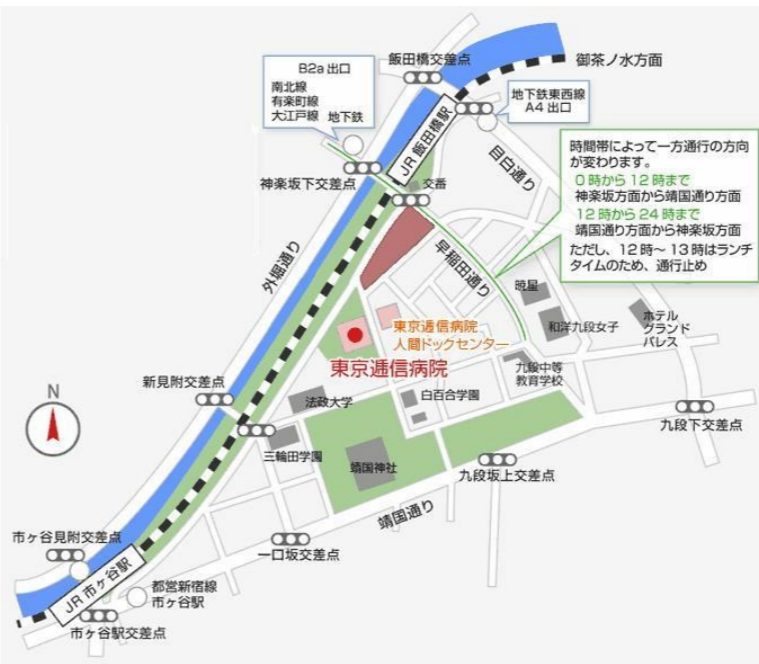 B2a 出口
南北線
有楽町線
大江戸線 地下鉄
飯田橋交差点
御茶ノ水方面
地下鉄東西線
A4 出口
JR 飯田橋駅
目白通り
神楽坂下交差点
交番
時間帯によって一方通行の方向
が変わります。
0時から12時まで
神楽坂方面から靖国通り方面
12時から24時まで
靖国通り方面から神楽坂方面
ただし、12時～13時はランチ
タイムのため、通行止め
外堀通り
早稲田通り
暁星
和洋九段女子
ホテル
グランド
パレス
東京逓信病院
人間ドックセンター
東京逓信病院
九段中等
教育学校
新見附交差点
法政大学
白百合学園
九段下交差点
N
三輪田学園
靖国神社
九段坂上交差点
靖国通り
市ヶ谷見附交差点
一口坂交差点
JR 市ヶ谷駅
都営新宿線
市ヶ谷駅
市ヶ谷駅交差点